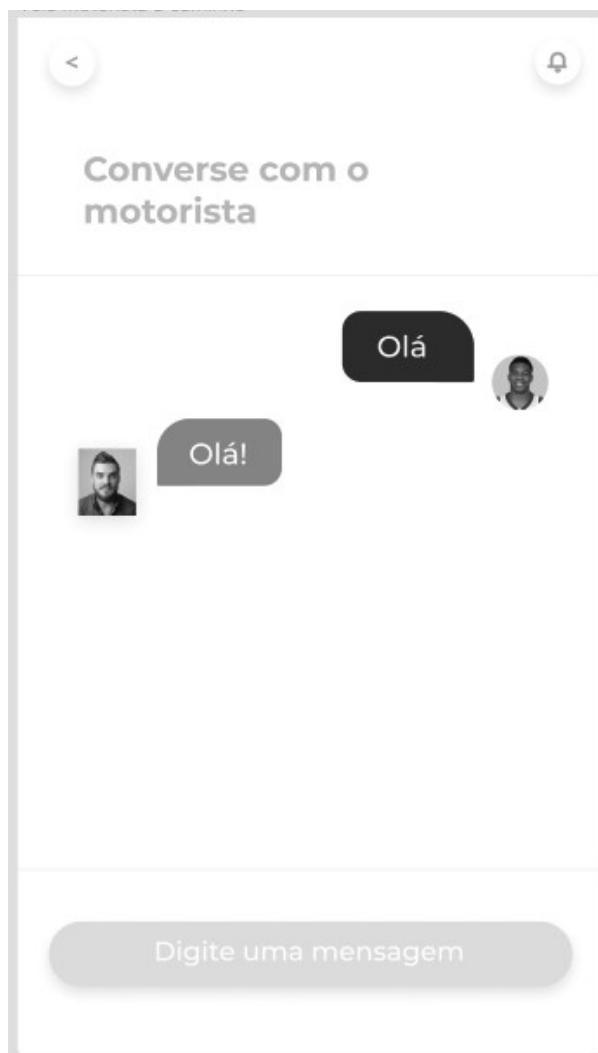 <
Converse com o
motorista
Olá
Olá!
Digite uma mensagem